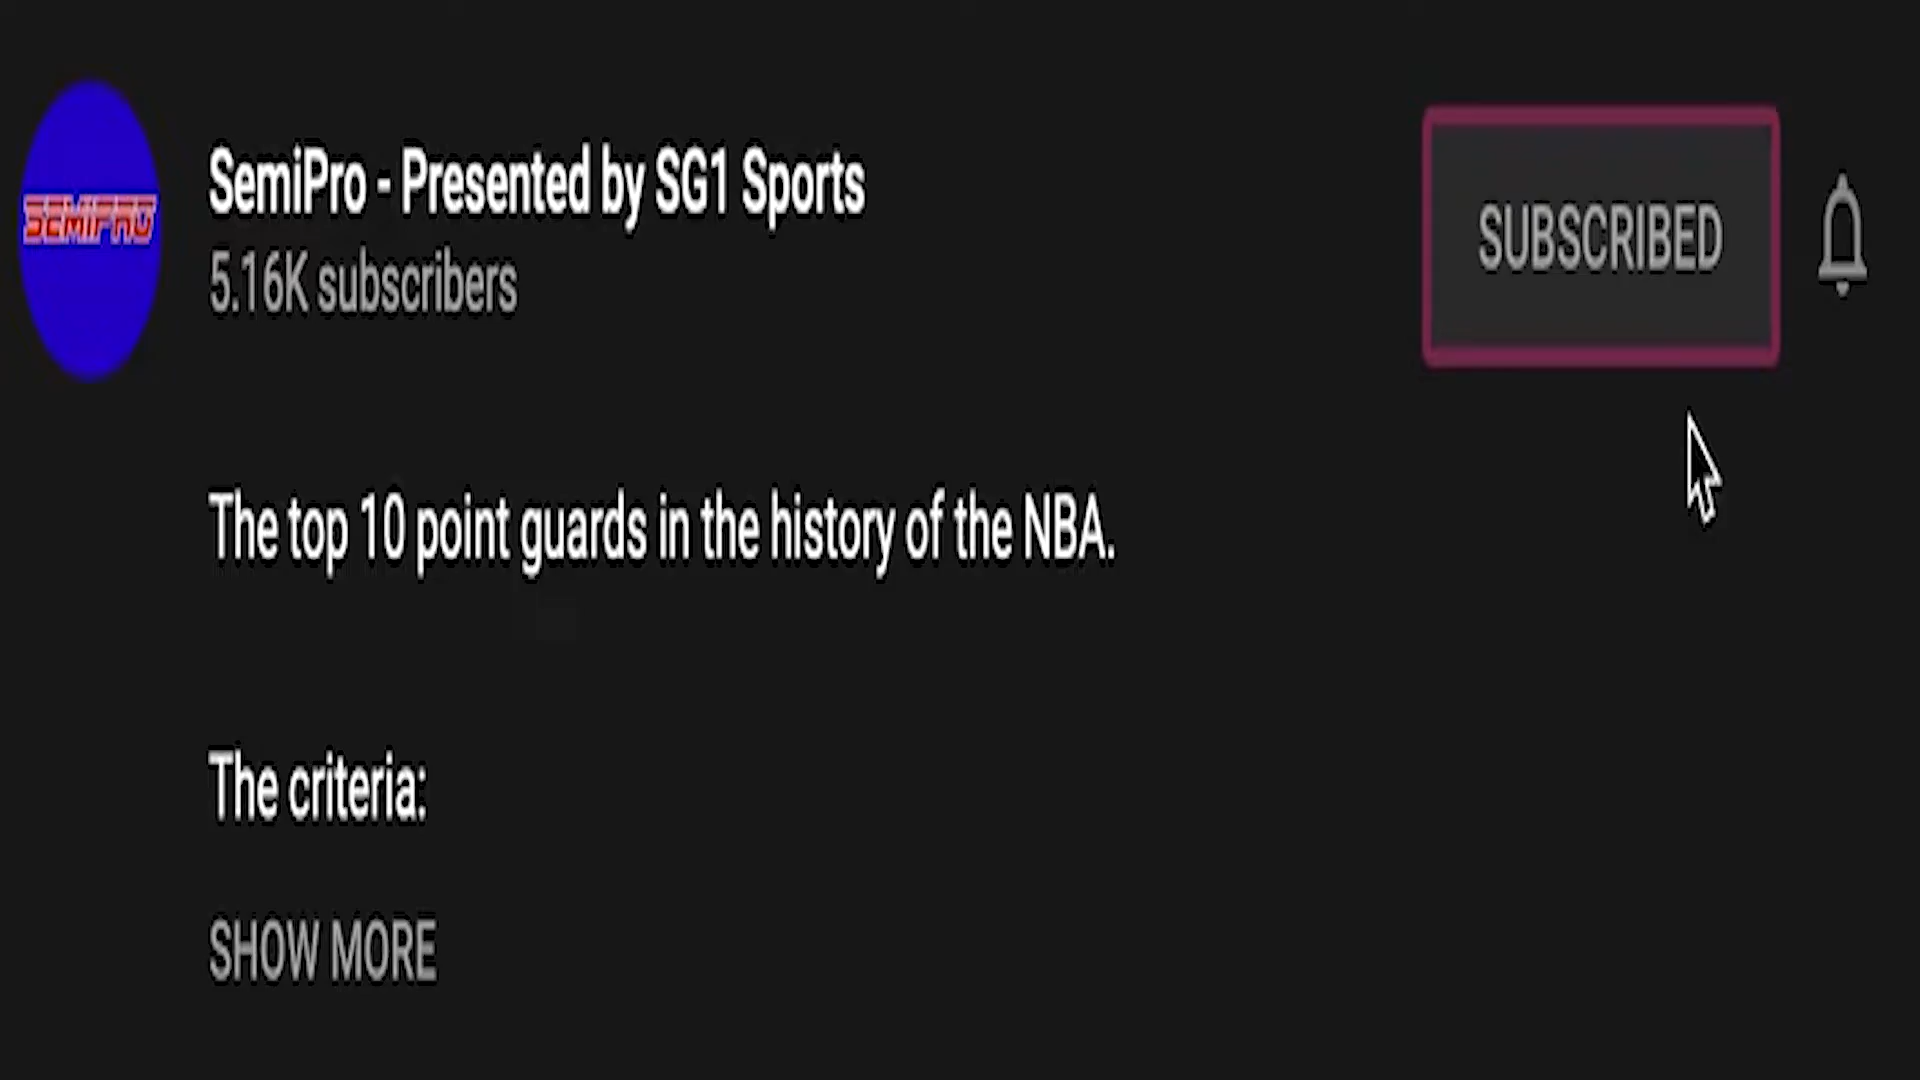 SEMIPRO
SemiPro - Presented by SG1 Sports
5.16K subscribers
SUBSCRIBED
The top 10 point guards in the history of the NBA.
The criteria:
SHOW MORE